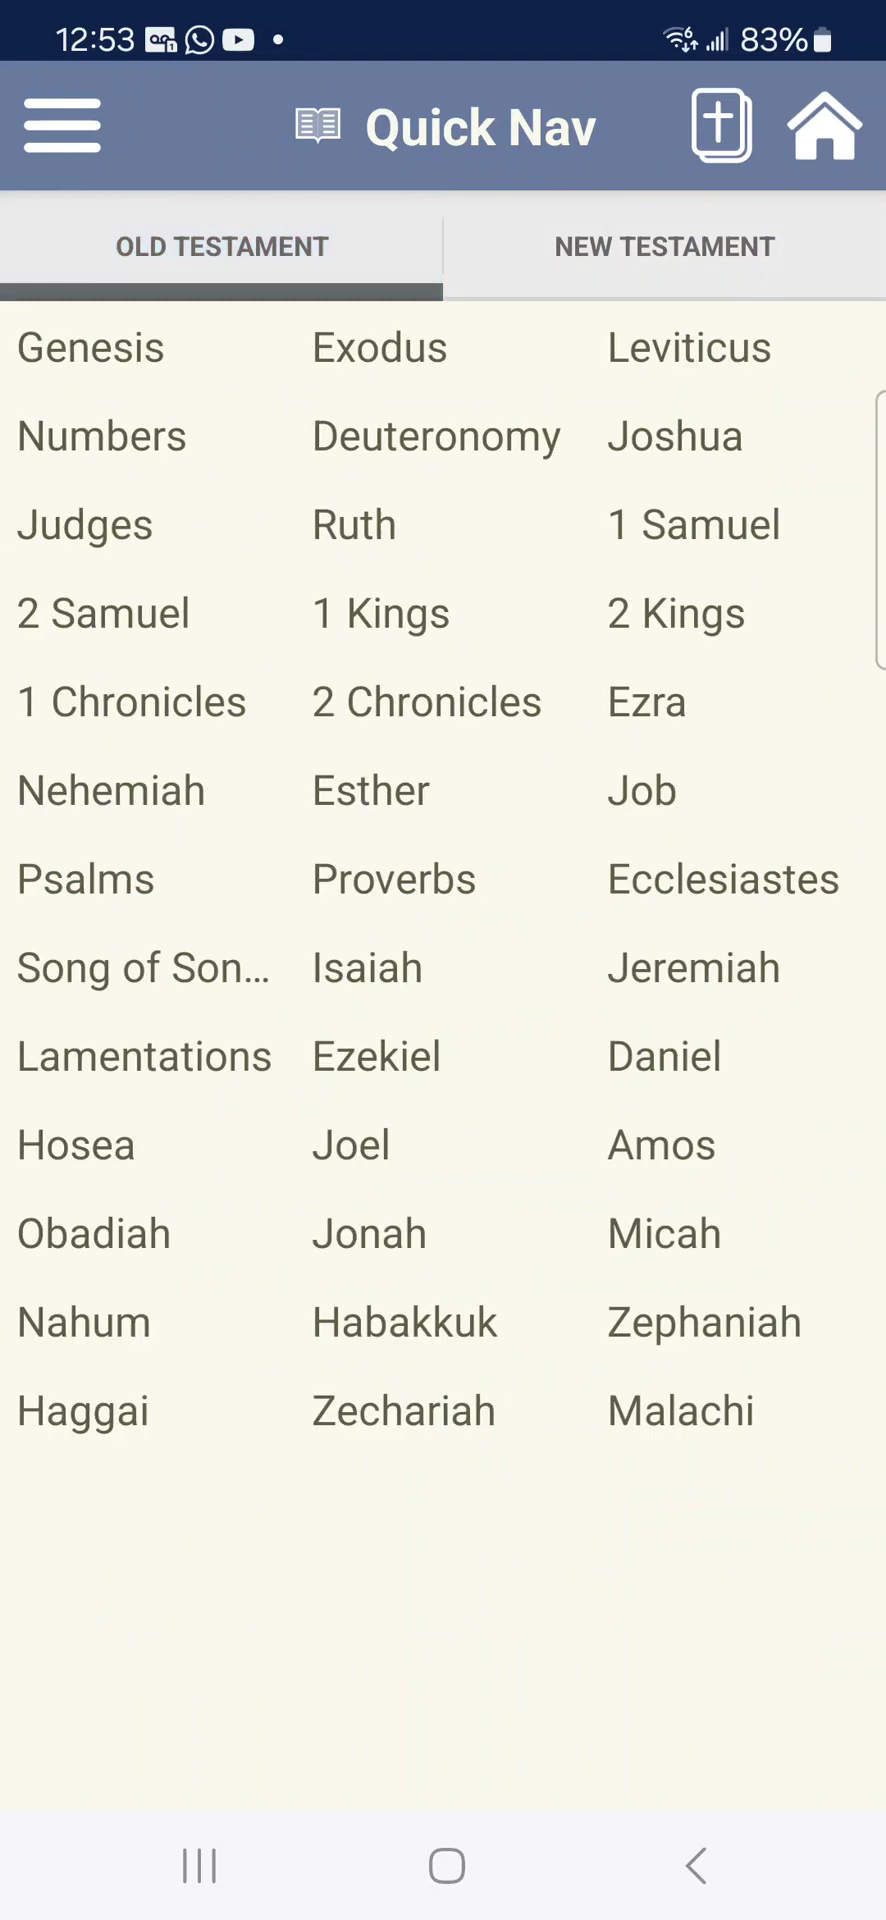 12:53 83%
Quick Nav
OLD TESTAMENT NEW TESTAMENT
Genesis Exodus Leviticus
Numbers Deuteronomy Joshua
Judges Ruth 1 Samuel
2 Samuel 1 Kings 2 Kings
1 Chronicles 2 Chronicles Ezra
Nehemiah Esther Job
Psalms Proverbs Ecclesiastes
Song of Son... Isaiah Jeremiah
Lamentations Ezekiel Daniel
Hosea Joel Amos
Obadiah Jonah Micah
Nahum Habakkuk Zephaniah
Haggai Zechariah Malachi